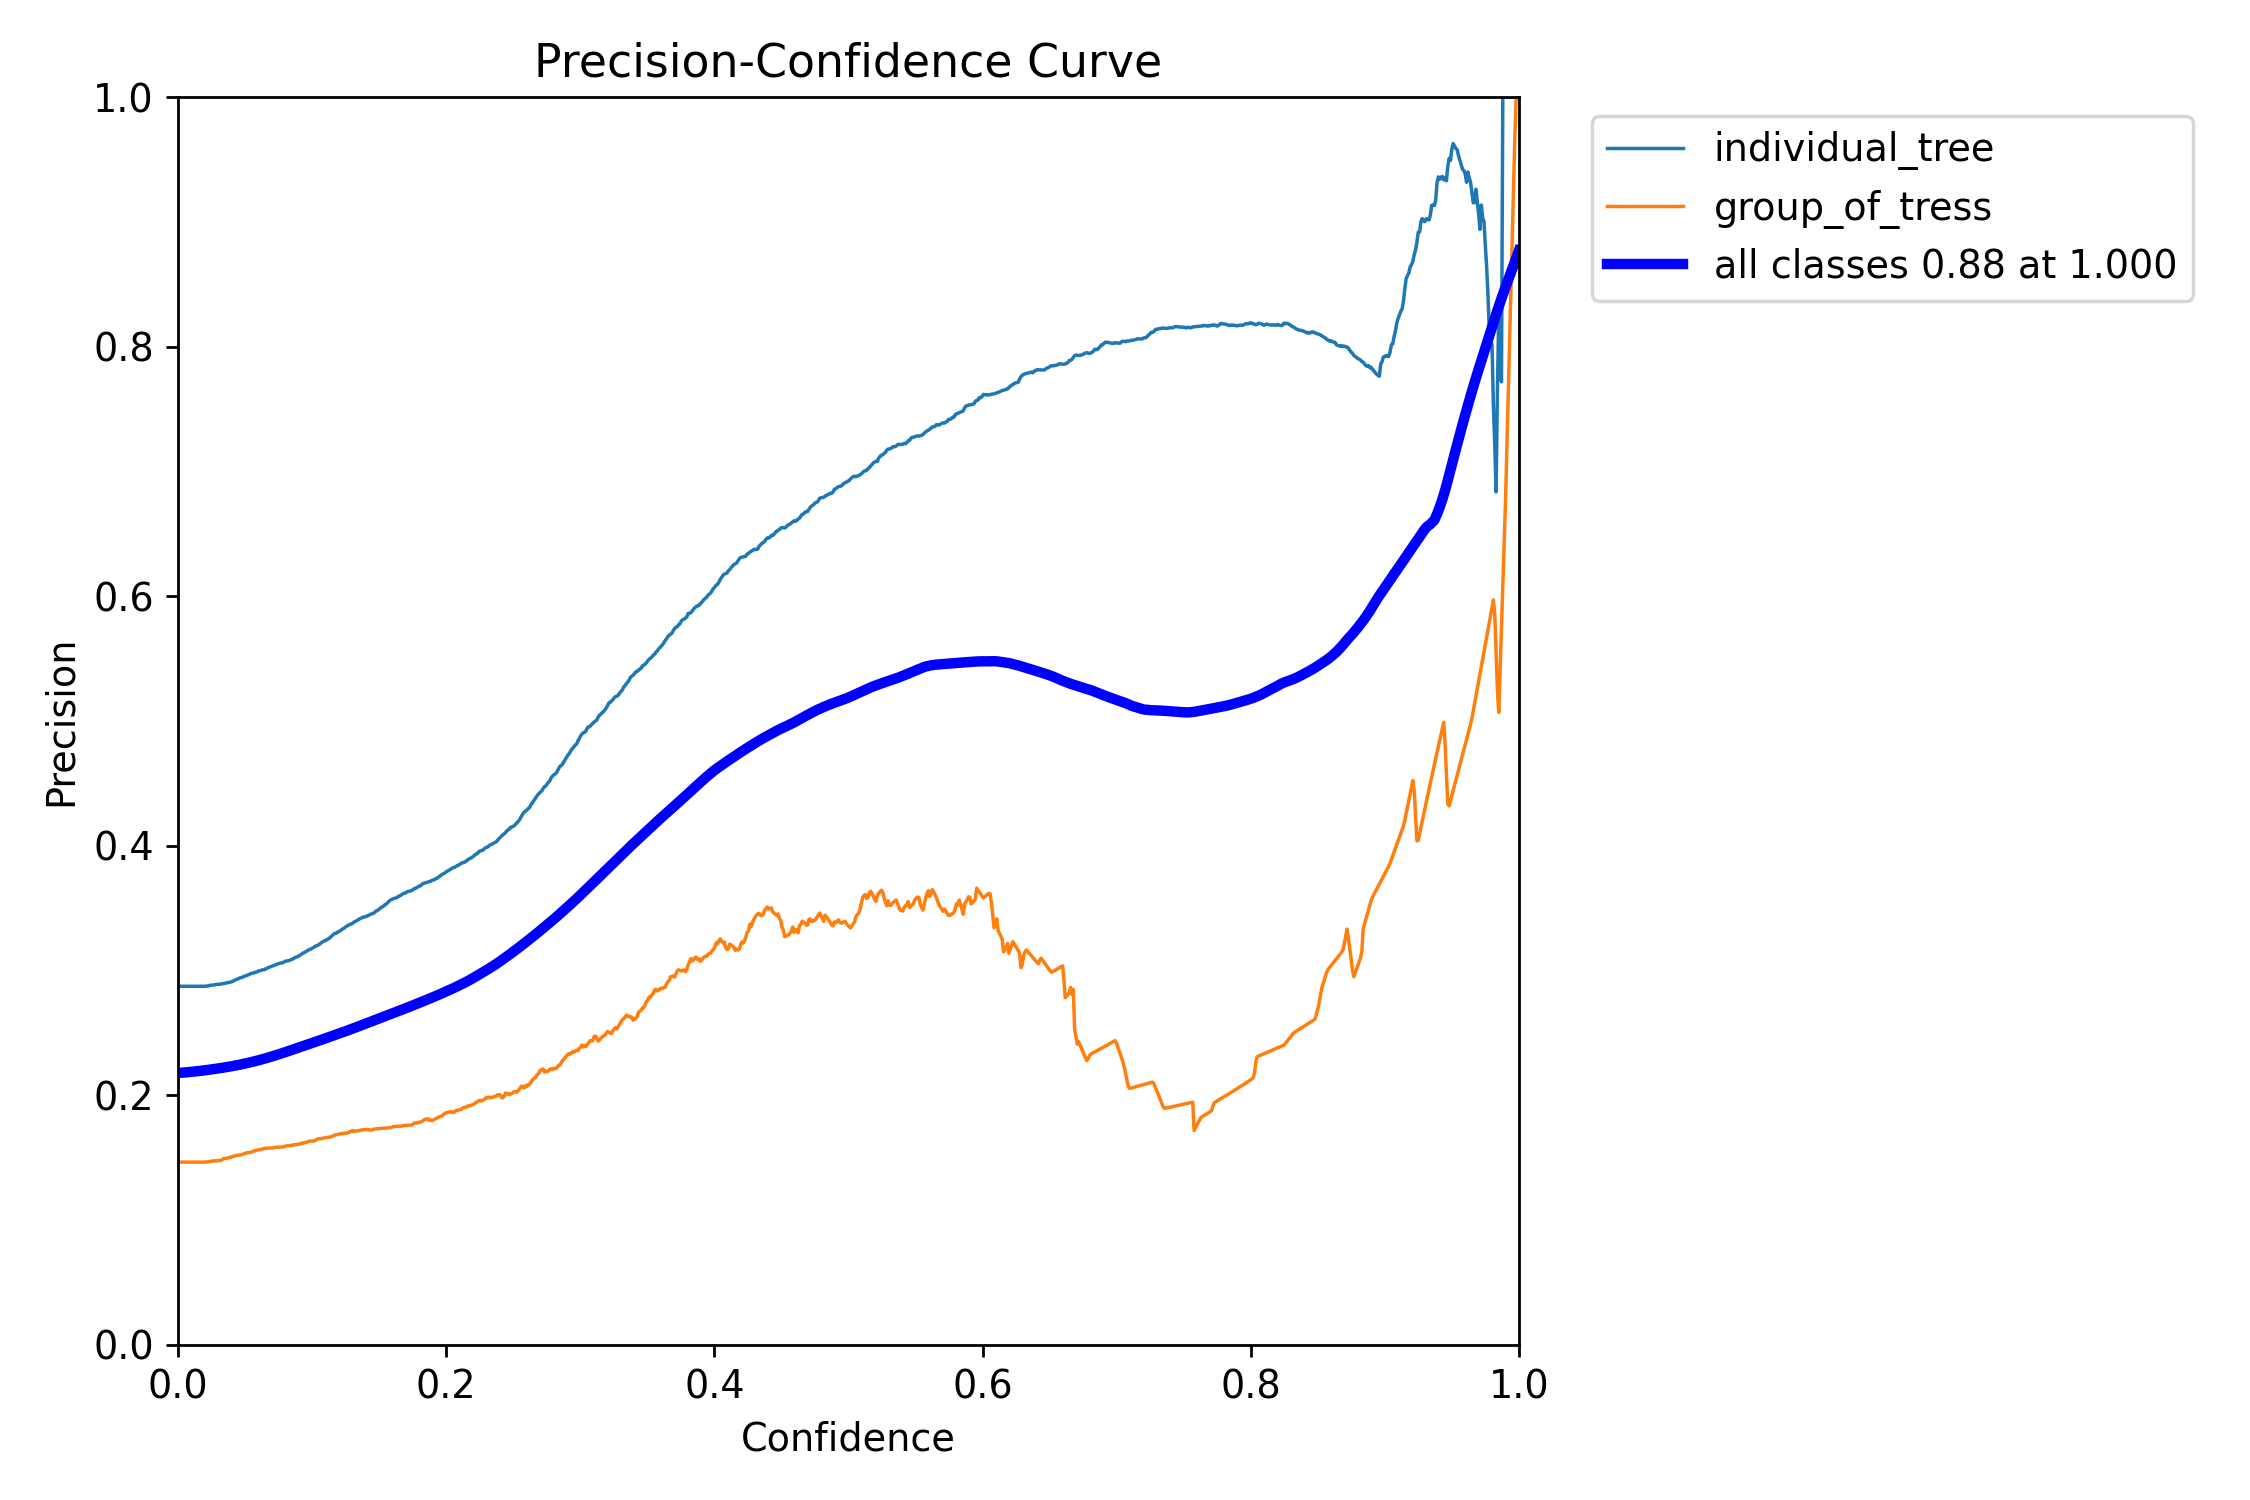 Precision-Confidence Curve
1.0
0.8
0.6
0.4
0.2
0.0
Precision
0.0 0.2 0.4 0.6 0.8 1.0
Confidence
individual_tree
group_of_tress
all classes 0.88 at 1.000